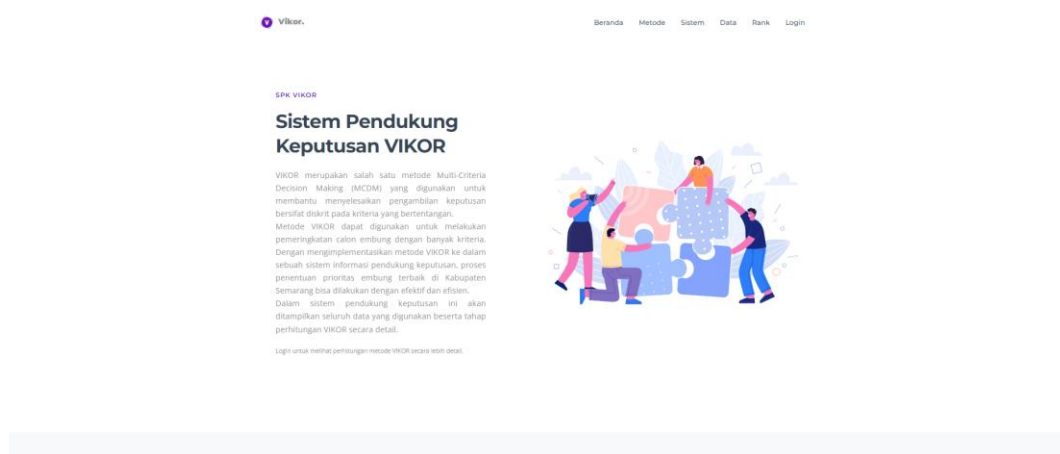 V Vikor.
Beranda Metode Sistem Data Rank Login
SPK VIKOR
Sistem Pendukung
Keputusan VIKOR
VIKOR merupakan salah satu metode Multi-Criteria
Decision Making (MCDM) yang digunakan untuk
membantu menyelesaikan pengambilan keputusan
bersifat diskrit pada kriteria yang bertentangan.
Metode VIKOR dapat digunakan untuk melakukan
pemeringkatan calon embung dengan banyak kriteria.
Dengan mengimplementasikan metode VIKOR ke dalam
sebuah sistem informasi pendukung keputusan, proses
penentuan prioritas embung terbaik di Kabupaten
Semarang bisa dilakukan dengan efektif dan efisien.
Dalam sistem pendukung keputusan ini akan
ditampilkan seluruh data yang digunakan beserta tahap
perhitungan VIKOR secara detail.
Login untuk melihat perhitungan metode VIKOR secara lebih detail.